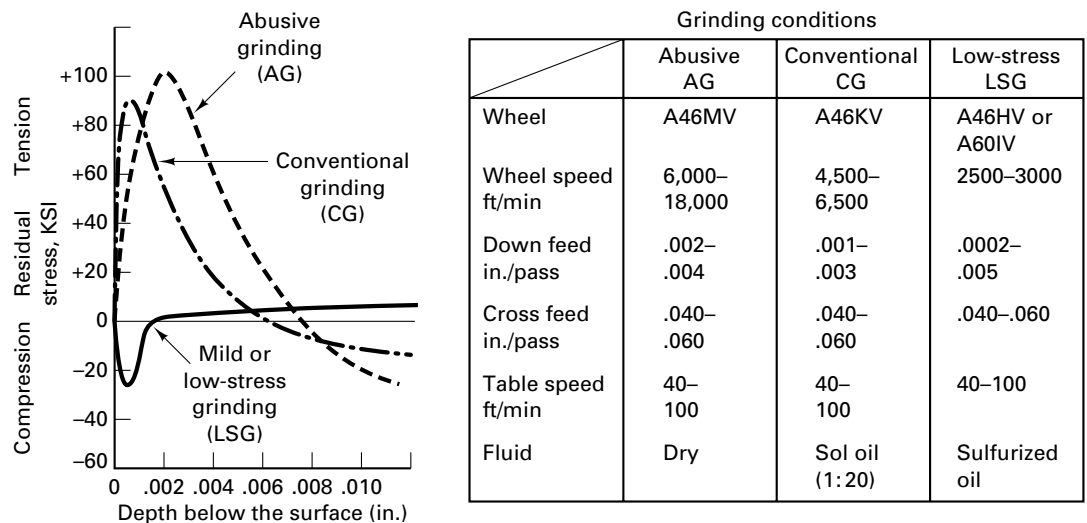 Abusive
grinding
(AG)
+100
+80
+60
+40
+20
0
–20
–40
–60
Tension
Residual
stress, KSI
Compression
Conventional
grinding
(CG)
Mild or
low-stress
grinding
(LSG)
0 .002 .004 .006 .008 .010
Depth below the surface (in.)
Grinding conditions
Abusive
AG
Conventional
CG
Low-stress
LSG
Wheel
A46MV
A46KV
A46HV or
A60IV
Wheel speed
ft/min
6,000–
18,000
4,500–
6,500
2500–3000
Down feed
in./pass
.002–
.004
.001–
.003
.0002–
.005
Cross feed
in./pass
.040–
.060
.040–
.060
.040–.060
Table speed
ft/min
40–
100
40–
100
40–100
Fluid
Dry
Sol oil
(1:20)
Sulfurized
oil